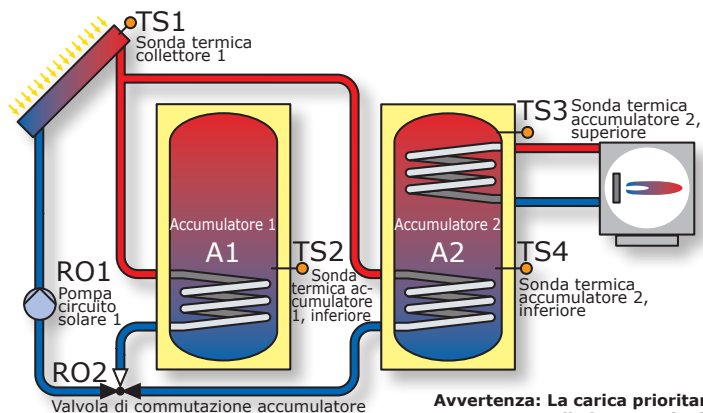 TS1
Sonda termica
collettore 1
TS3
Sonda termica
accumulatore 2,
superiore
Accumulatore 1
A1
Accumulatore 2
A2
TS2
Sonda
termica ac-
cumulatore
1, inferiore
TS4
Sonda termica
accumulatore 2,
inferiore
RO1
Pompa
circuito
solare 1
RO2
Valvola di commutazione accumulatore
Avvertenza: La carica prioritar